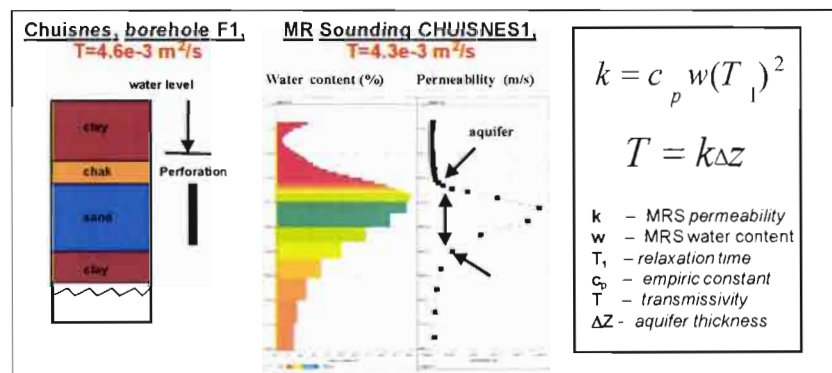 Chuisnes, borehole F1,
T=4.6e-3 m²/s
water level
clay
chak
Perforation
sand
clay
MR Sounding CHUISNES1,
T=4.3e-3 m²/s
Water content (%)
Permeability (m/s)
aquifer
k = c_p w(T_1)²
T = kΔz
k – MRS permeability
w – MRS water content
T₁ – relaxation time
c_p – empiric constant
T – transmissivity
ΔZ - aquifer thickness